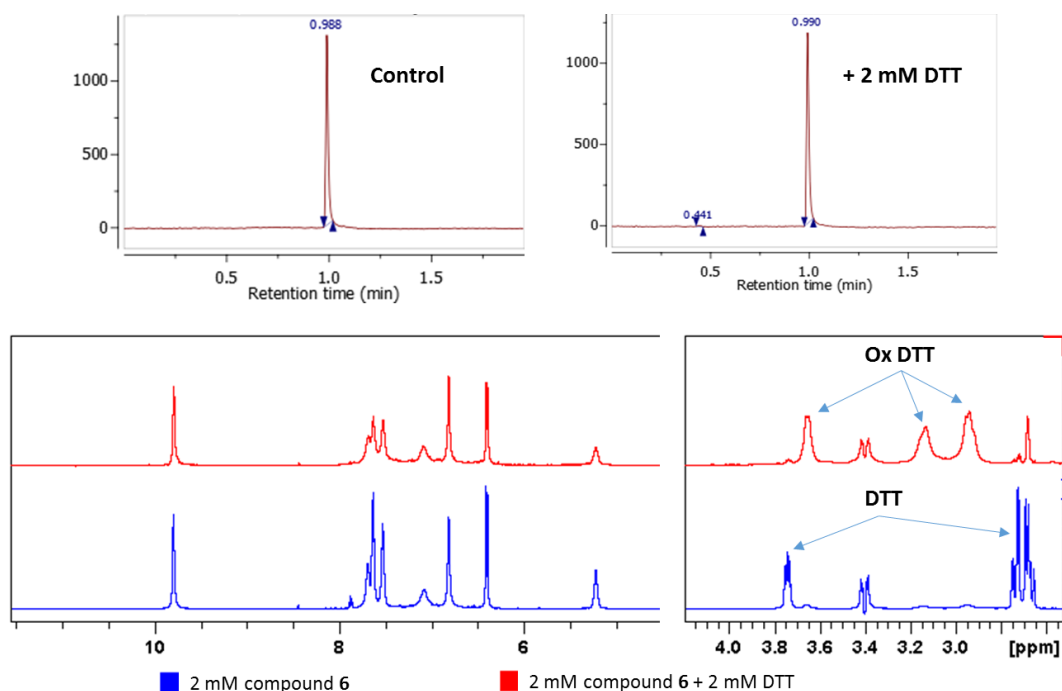 0.988
Control
1000
500
0
0.5 1.0 1.5
Retention time (min)
0.990
+ 2 mM DTT
1000
500
0
0.441
0.5 1.0 1.5
Retention time (min)
Ox DTT
DTT
10 8 6
4.0 3.8 3.6 3.4 3.2 3.0 [ppm]
2 mM compound 6
2 mM compound 6 + 2 mM DTT